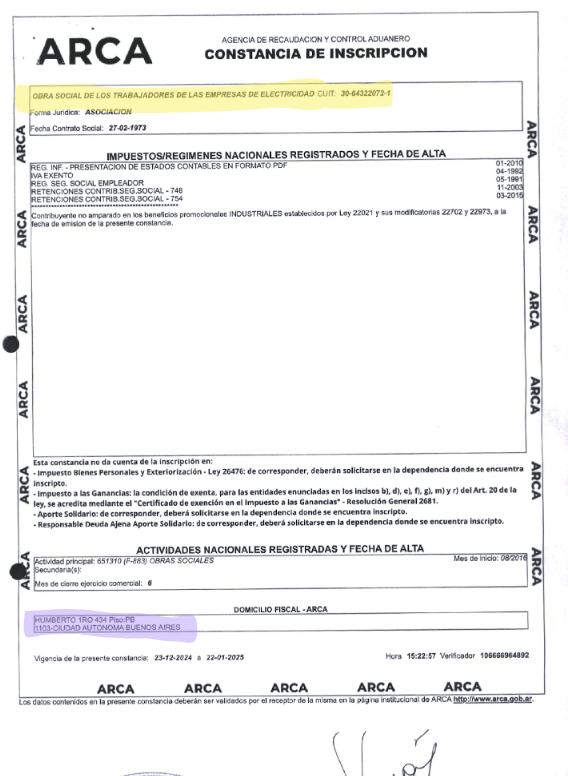 ARCA
AGENCIA DE RECAUDACION Y CONTROL ADUANERO
CONSTANCIA DE INSCRIPCION
OBRA SOCIAL DE LOS TRABAJADORES DE LAS EMPRESAS DE ELECTRICIDAD CUIT: 30-64322072-1
Forma Juridica: ASOCIACION
Fecha Contrato Social: 27-02-1973
IMPUESTOS/REGIMENES NACIONALES REGISTRADOS Y FECHA DE ALTA
REG. INF. - PRESENTACION DE ESTADOS CONTABLES EN FORMATO PDF 01-2010
IVA EXENTO 04-1992
REG. SEG. SOCIAL EMPLEADOR 05-1991
RETENCIONES CONTRIB.SEG.SOCIAL - 748 11-2003
RETENCIONES CONTRIB.SEG.SOCIAL - 754 03-2015
Contribuyente no amparado en los beneficios promocionales INDUSTRIALES establecidos por Ley 22021 y sus modificatorias 22702 y 22973, a la
fecha de emision de la presente constancia.
ARCA
ARCA
ARCA
ARCA
ARCA
ARCA
ARCA
ARCA
ARCA
ARCA
ARCA
ARCA
Esta constancia no da cuenta de la inscripción en:
- Impuesto Bienes Personales y Exteriorización - Ley 26476: de corresponder, deberán solicitarse en la dependencia donde se encuentra
inscripto.
- Impuesto a las Ganancias: la condición de exenta, para las entidades enunciadas en los incisos b), d), e), f), g), m) y r) del Art. 20 de la
ley, se acredita mediante el "Certificado de exención en el Impuesto a las Ganancias" - Resolución General 2681.
- Aporte Solidario: de corresponder, deberá solicitarse en la dependencia donde se encuentra inscripto.
- Responsable Deuda Ajena Aporte Solidario: de corresponder, deberá solicitarse en la dependencia donde se encuentra inscripto.
ACTIVIDADES NACIONALES REGISTRADAS Y FECHA DE ALTA
Actividad principal: 651310 (F-883) OBRAS SOCIALES Mes de inicio: 08/2016
Secundaria(s):
Mes de cierre ejercicio comercial: 6
DOMICILIO FISCAL - ARCA
HUMBERTO 1RO 434 Piso:PB
1103-CIUDAD AUTONOMA BUENOS AIRES
Vigencia de la presente constancia: 23-12-2024 a 22-01-2025 Hora 15:22:57 Verificador 106666964892
ARCA ARCA ARCA ARCA ARCA
Los datos contenidos en la presente constancia deberán ser validados por el receptor de la misma en la página institucional de ARCA http://www.arca.gob.ar.